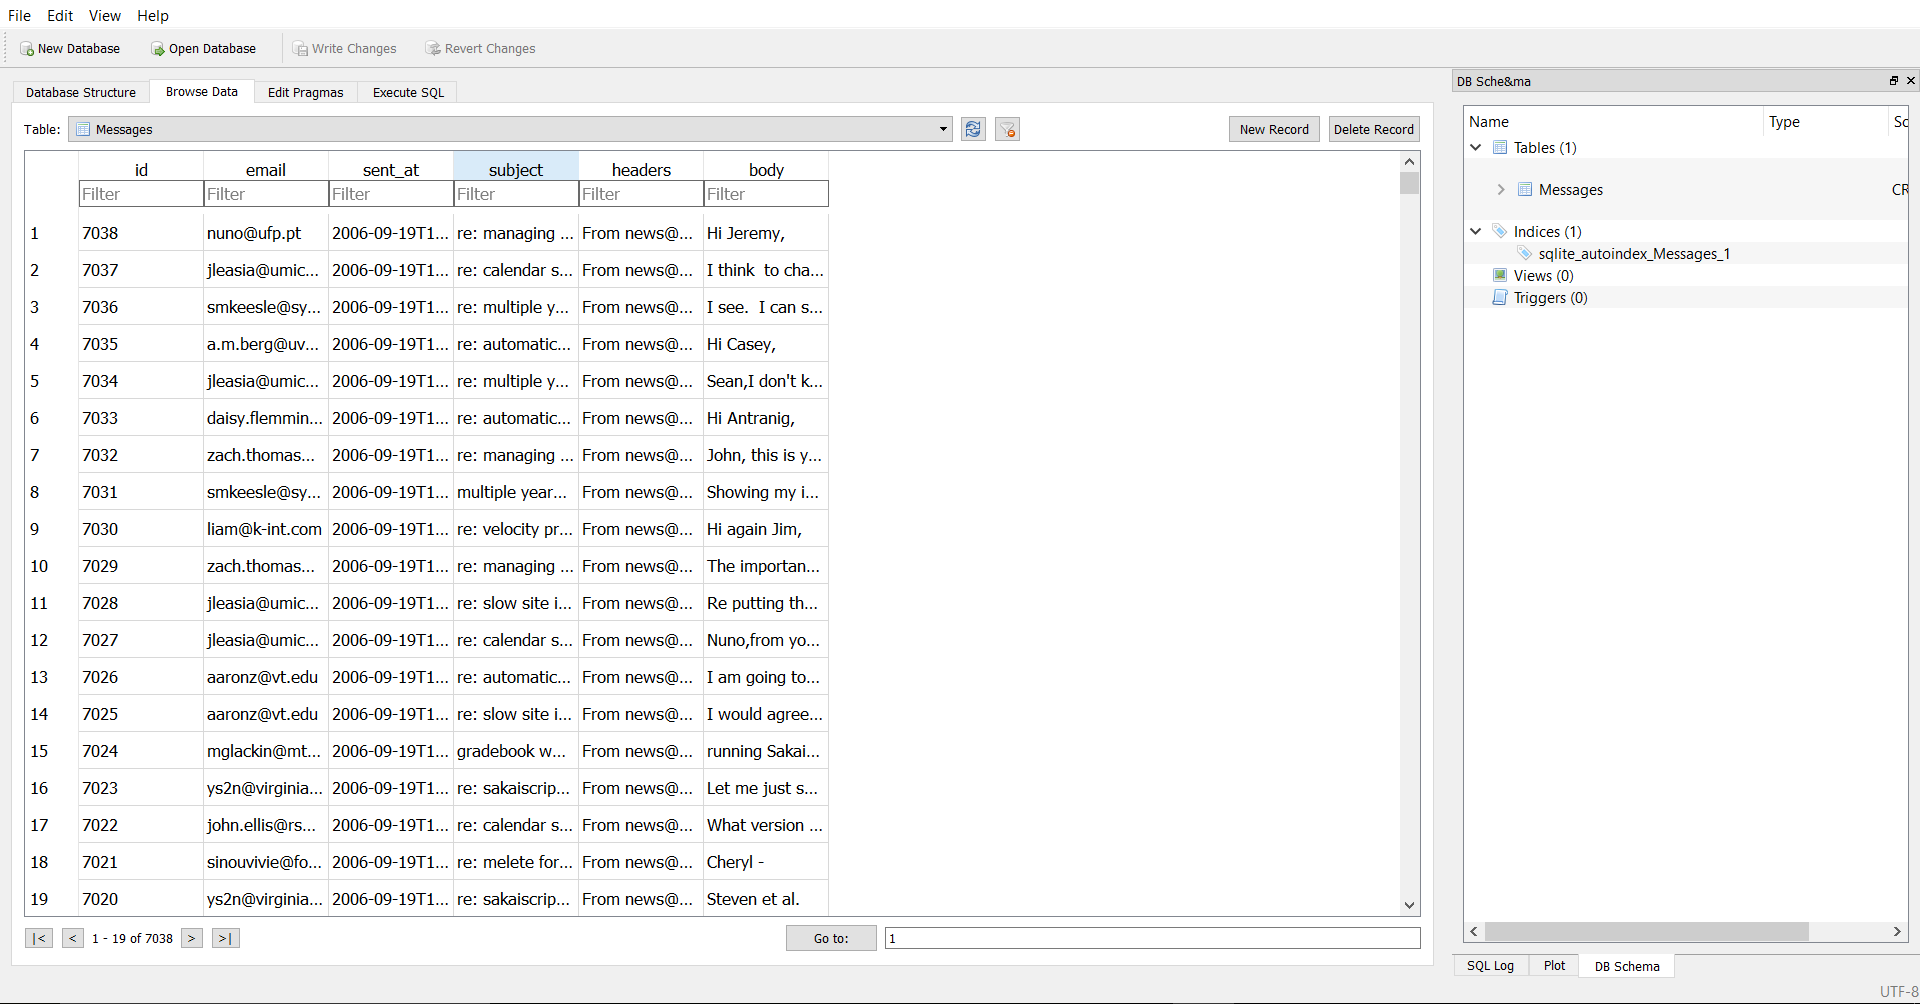 File Edit View Help
New Database Open Database Write Changes Revert Changes
Database Structure Browse Data Edit Pragmas Execute SQL
Table: Messages New Record Delete Record
id email sent_at subject headers body
Filter Filter Filter Filter Filter Filter
1 7038 nuno@ufp.pt 2006-09-19T1... re: managing ... From news@... Hi Jeremy,
2 7037 jleasia@umic... 2006-09-19T1... re: calendar s... From news@... I think  to cha...
3 7036 smkeesle@sy... 2006-09-19T1... re: multiple y... From news@... I see.  I can s...
4 7035 a.m.berg@uv... 2006-09-19T1... re: automatic... From news@... Hi Casey,
5 7034 jleasia@umic... 2006-09-19T1... re: multiple y... From news@... Sean,I don't k...
6 7033 daisy.flemmin... 2006-09-19T1... re: automatic... From news@... Hi Antranig,
7 7032 zach.thomas... 2006-09-19T1... re: managing ... From news@... John, this is y...
8 7031 smkeesle@sy... 2006-09-19T1... multiple year... From news@... Showing my i...
9 7030 liam@k-int.com 2006-09-19T1... re: velocity pr... From news@... Hi again Jim,
10 7029 zach.thomas... 2006-09-19T1... re: managing ... From news@... The importan...
11 7028 jleasia@umic... 2006-09-19T1... re: slow site i... From news@... Re putting th...
12 7027 jleasia@umic... 2006-09-19T1... re: calendar s... From news@... Nuno,from yo...
13 7026 aaronz@vt.edu 2006-09-19T1... re: automatic... From news@... I am going to...
14 7025 aaronz@vt.edu 2006-09-19T1... re: slow site i... From news@... I would agree...
15 7024 mglackin@mt... 2006-09-19T1... gradebook w... From news@... running Sakai...
16 7023 ys2n@virginia... 2006-09-19T1... re: sakaiscrip... From news@... Let me just s...
17 7022 john.ellis@rs... 2006-09-19T1... re: calendar s... From news@... What version ...
18 7021 sinouvivie@fo... 2006-09-19T1... re: melete for... From news@... Cheryl -
19 7020 ys2n@virginia... 2006-09-19T1... re: sakaiscrip... From news@... Steven et al.
|< < 1 - 19 of 7038 > >| Go to: 1
DB Sche&ma
Name Type Sc
Tables (1)
Messages CR
Indices (1)
sqlite_autoindex_Messages_1
Views (0)
Triggers (0)
SQL Log Plot DB Schema
UTF-8